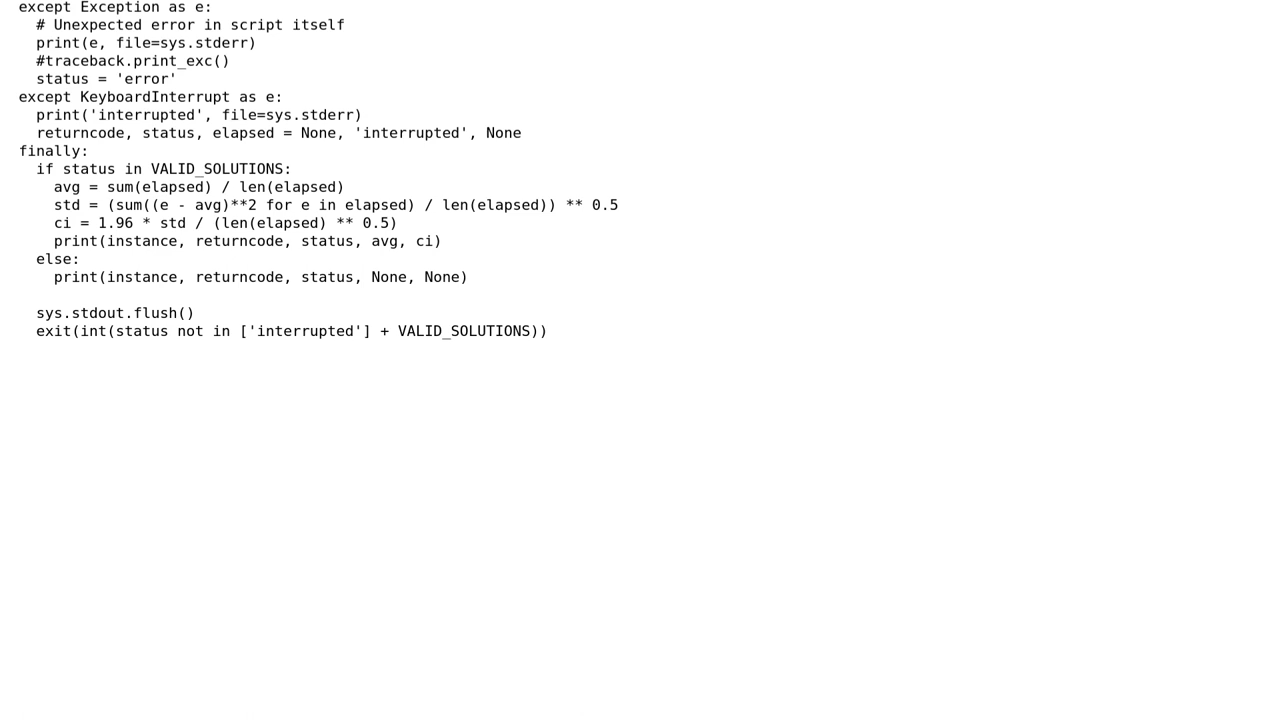 except Exception as e:
  # Unexpected error in script itself
  print(e, file=sys.stderr)
  #traceback.print_exc()
  status = 'error'
except KeyboardInterrupt as e:
  print('interrupted', file=sys.stderr)
  returncode, status, elapsed = None, 'interrupted', None
finally:
  if status in VALID_SOLUTIONS:
    avg = sum(elapsed) / len(elapsed)
    std = (sum((e - avg)**2 for e in elapsed) / len(elapsed)) ** 0.5
    ci = 1.96 * std / (len(elapsed) ** 0.5)
    print(instance, returncode, status, avg, ci)
  else:
    print(instance, returncode, status, None, None)

  sys.stdout.flush()
  exit(int(status not in ['interrupted'] + VALID_SOLUTIONS))